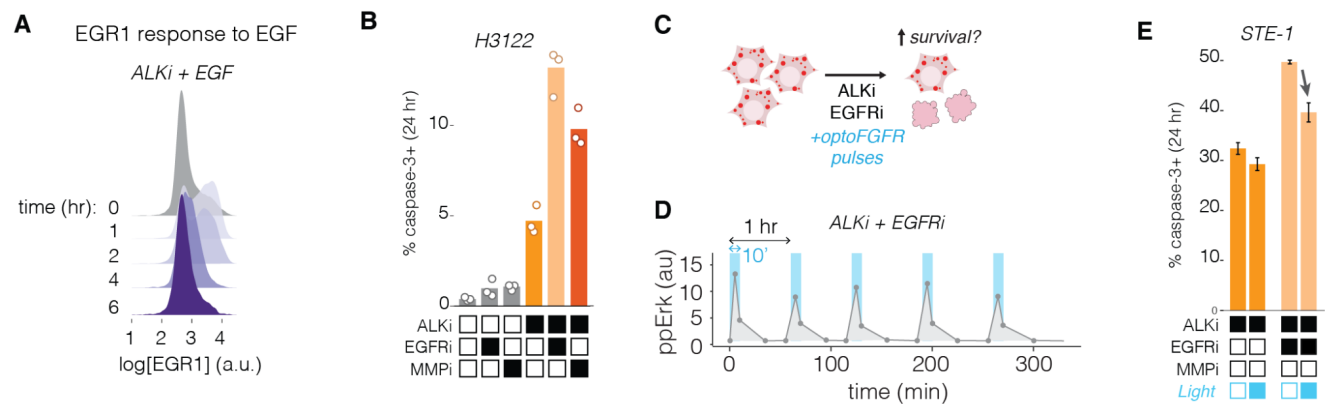 A
EGR1 response to EGF
ALKi + EGF
time (hr):
0
1
2
4
6
1 2 3 4
log[EGR1] (a.u.)
B
H3122
% caspase-3+ (24 hr)
10
5
0
ALKi
EGFRi
MMPi
C
survival?
ALKi
EGFRi
+optoFGFR
pulses
D
ALKi + EGFRi
1 hr
10'
ppErk (au)
15
10
5
0
0 100 200 300
time (min)
E
STE-1
% caspase-3+ (24 hr)
50
40
30
20
10
0
ALKi
EGFRi
MMPi
Light